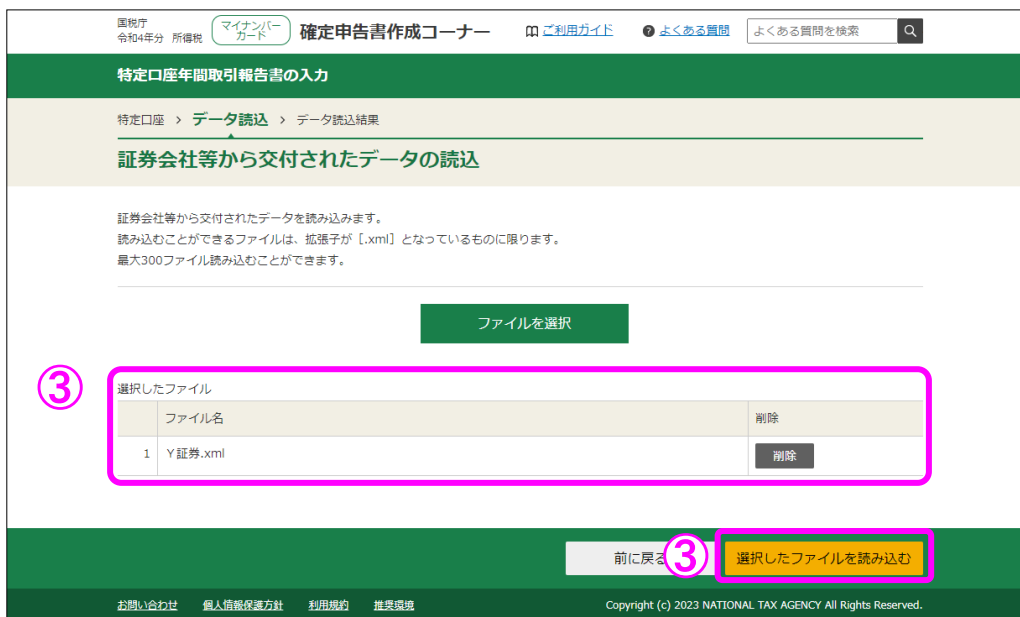 国税庁
令和4年分 所得税
マイナンバー
カード
確定申告書作成コーナー
ご利用ガイド
よくある質問
よくある質問を検索
特定口座年間取引報告書の入力
特定口座 > データ読込 > データ読込結果
証券会社等から交付されたデータの読込
証券会社等から交付されたデータを読み込みます。
読み込むことができるファイルは、拡張子が［.xml］となっているものに限ります。
最大300ファイル読み込むことができます。
ファイルを選択
③
選択したファイル
ファイル名 削除
1 Ｙ証券.xml 削除
前に戻る
③
選択したファイルを読み込む
お問い合わせ 個人情報保護方針 利用規約 推奨環境
Copyright (c) 2023 NATIONAL TAX AGENCY All Rights Reserved.